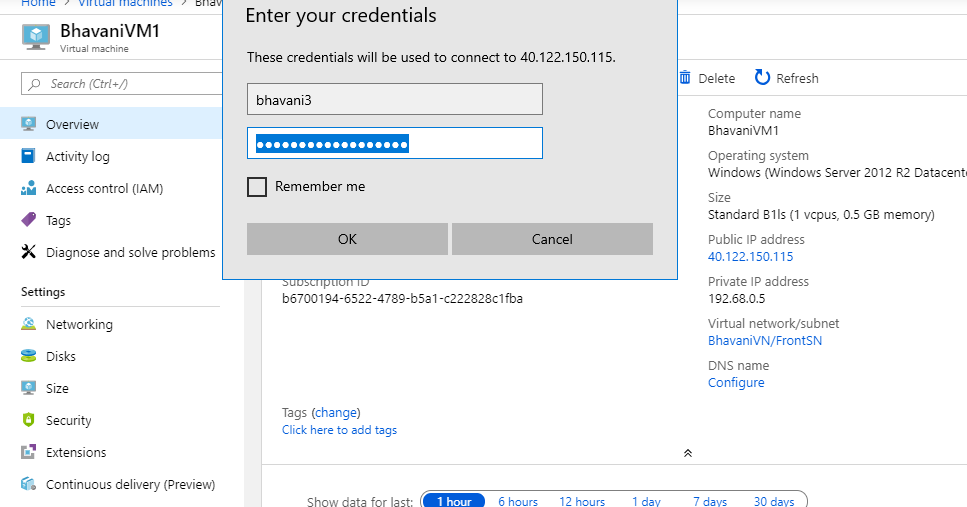 Home Virtual machines Bhav
BhavaniVM1
Virtual machine
Search (Ctrl+/)
Overview
Activity log
Access control (IAM)
Tags
Diagnose and solve problems
Settings
Networking
Disks
Size
Security
Extensions
Continuous delivery (Preview)
Enter your credentials
These credentials will be used to connect to 40.122.150.115.
bhavani3
••••••••••••••••••
Remember me
OK Cancel
Delete Refresh
Subscription ID
b6700194-6522-4789-b5a1-c222828c1fba
Tags (change)
Click here to add tags
Computer name
BhavaniVM1
Operating system
Windows (Windows Server 2012 R2 Datacente
Size
Standard B1ls (1 vcpus, 0.5 GB memory)
Public IP address
40.122.150.115
Private IP address
192.68.0.5
Virtual network/subnet
BhavaniVN/FrontSN
DNS name
Configure
Show data for last: 1 hour 6 hours 12 hours 1 day 7 days 30 days